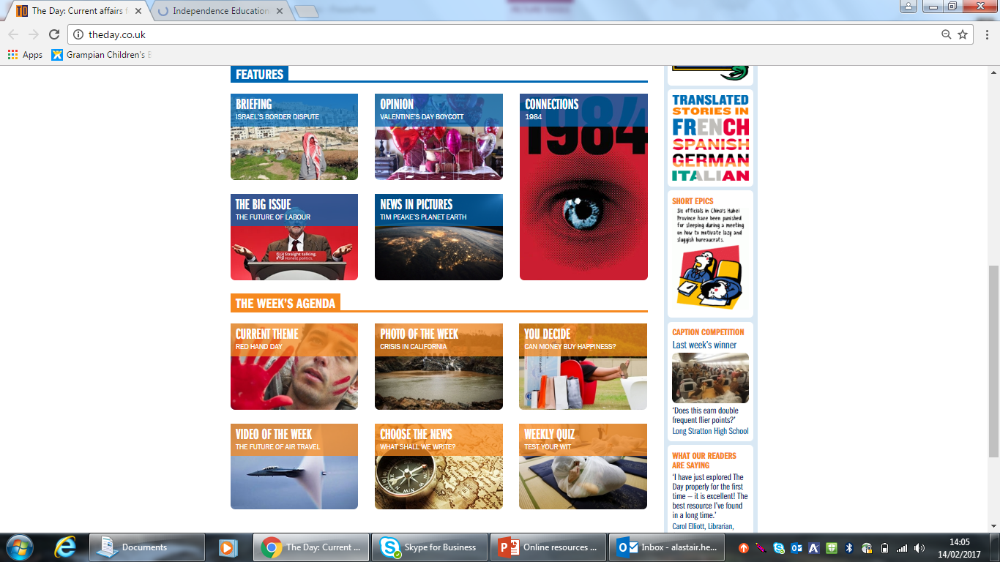 The Day: Current affairs f
Independence Education
theday.co.uk
Apps
Grampian Children's B
FEATURES
BRIEFING
ISRAEL'S BORDER DISPUTE
OPINION
VALENTINE'S DAY BOYCOTT
CONNECTIONS
1984
1984
THE BIG ISSUE
THE FUTURE OF LABOUR
Straight talking.
Honest politics.
NEWS IN PICTURES
TIM PEAKE'S PLANET EARTH
THE WEEK'S AGENDA
CURRENT THEME
RED HAND DAY
PHOTO OF THE WEEK
CRISIS IN CALIFORNIA
YOU DECIDE
CAN MONEY BUY HAPPINESS?
VIDEO OF THE WEEK
THE FUTURE OF AIR TRAVEL
CHOOSE THE NEWS
WHAT SHALL WE WRITE?
WEEKLY QUIZ
TEST YOUR WIT
TRANSLATED
STORIES IN
FRENCH
SPANISH
GERMAN
ITALIAN
SHORT EPICS
Six officials in China's Hubei
Province have been punished
for sleeping during a meeting
on how to motivate lazy and
sluggish bureaucrats.
CAPTION COMPETITION
Last week's winner
'Does this earn double
frequent flier points?'
Long Stratton High School
WHAT OUR READERS
ARE SAYING
'I have just explored The
Day properly for the first
time – it is excellent! The
best resource I've found
in a long time.'
Carol Elliott, Librarian,
Documents
The Day: Current ...
Skype for Business
Online resources ...
Inbox - alastair.he...
14:05
14/02/2017